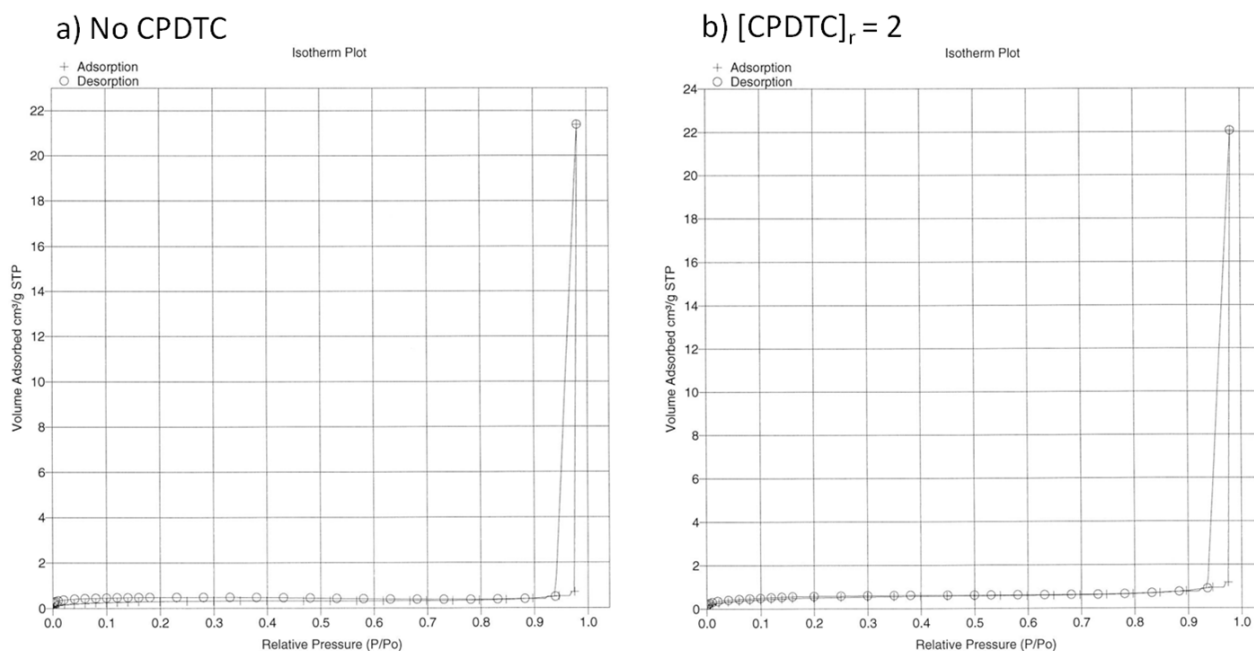 a) No CPDTC
Isotherm Plot
+ Adsorption
○ Desorption
Volume Adsorbed cm³/g STP
22
20
18
16
14
12
10
8
6
4
2
0
0.0 0.1 0.2 0.3 0.4 0.5 0.6 0.7 0.8 0.9 1.0
Relative Pressure (P/Po)
b) [CPDTC]r = 2
Isotherm Plot
+ Adsorption
○ Desorption
Volume Adsorbed cm³/g STP
24
22
20
18
16
14
12
10
8
6
4
2
0
0.0 0.1 0.2 0.3 0.4 0.5 0.6 0.7 0.8 0.9 1.0
Relative Pressure (P/Po)